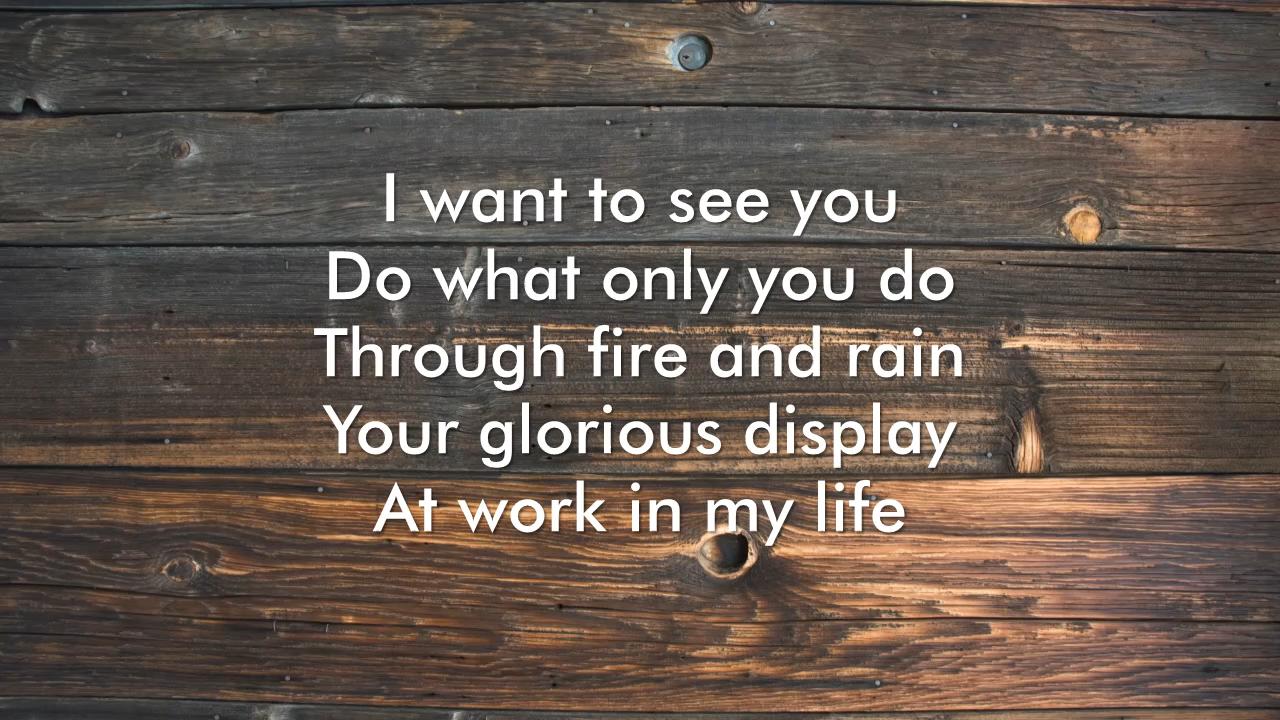 I want to see you
Do what only you do
Through fire and rain
Your glorious display
At work in my life